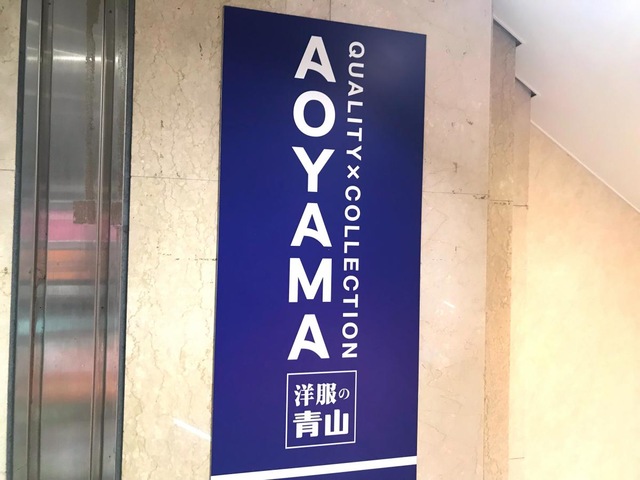 AOYAMA
QUALITY×COLLECTION
洋服の
青山